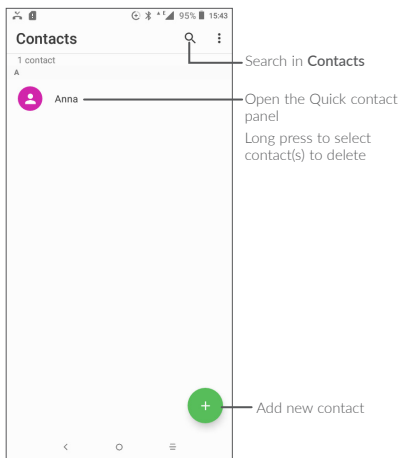 95% 15:43
Contacts
Search in Contacts
1 contact
A
Anna
Open the Quick contact
panel
Long press to select
contact(s) to delete
Add new contact